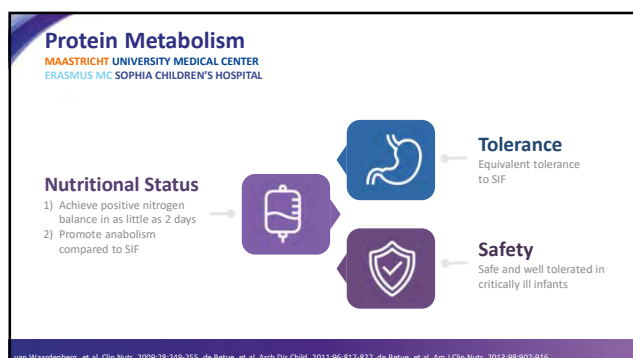 Protein Metabolism
MAASTRICHT UNIVERSITY MEDICAL CENTER
ERASMUS MC SOPHIA CHILDREN'S HOSPITAL
Nutritional Status
1) Achieve positive nitrogen
balance in as little as 2 days
2) Promote anabolism
compared to SIF
Tolerance
Equivalent tolerance
to SIF
Safety
Safe and well tolerated in
critically ill infants
van Waardenberg, et al. Clin Nutr. 2009;28:249-255. de Betue, et al. Arch Dis Child. 2011;96:817-822. de Betue, et al. Am J Clin Nutr. 2013;98:907-916